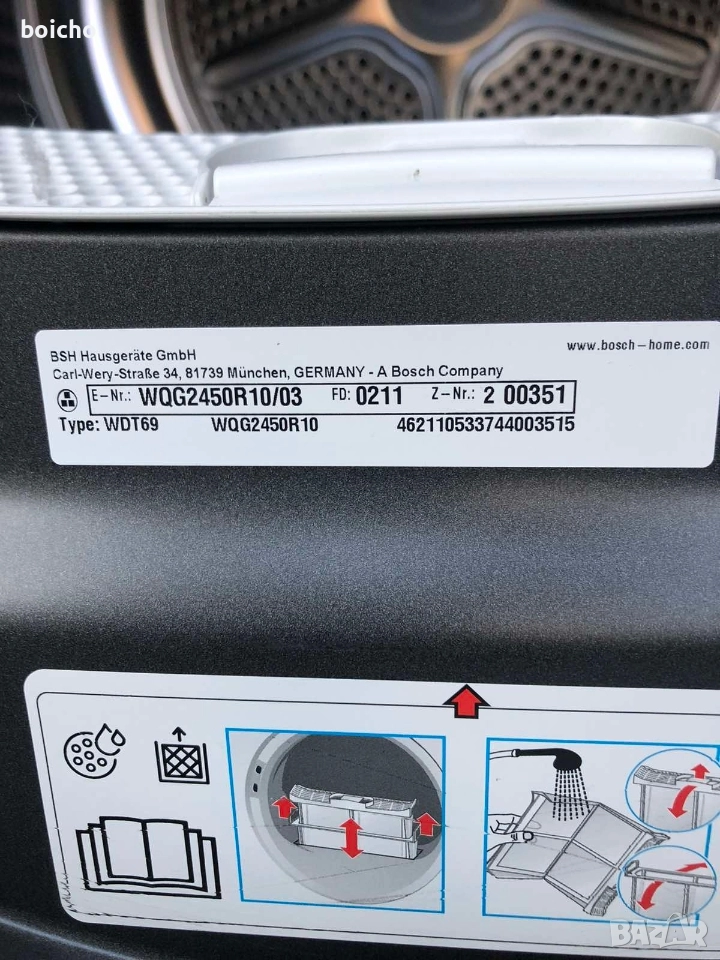 boicho
BSH Hausgeräte GmbH
www.bosch-home.com
Carl-Wery-Straße 34, 81739 München, GERMANY - A Bosch Company
E-Nr.: WQG2450R10/03 FD: 0211 Z-Nr.: 2 00351
Type: WDT69 WQG2450R10 462110533744003515
BAZAR